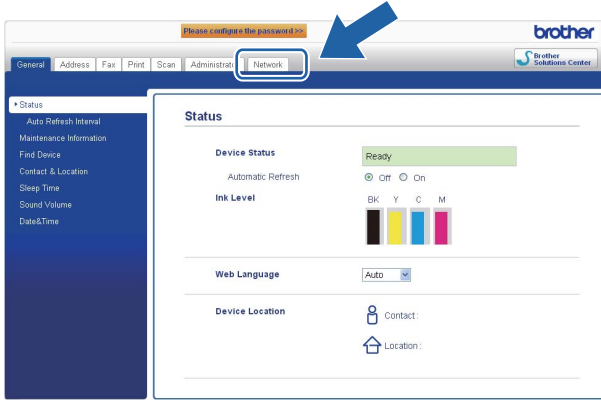 Please configure the password >>
brother
General Address Fax Print Scan Administrator Network
Brother
Solutions Center
Status
Auto Refresh Interval
Maintenance Information
Find Device
Contact & Location
Sleep Time
Sound Volume
Date&Time
Status
Device Status Ready
Automatic Refresh Off On
Ink Level BK Y C M
Web Language Auto
Device Location Contact :
Location :